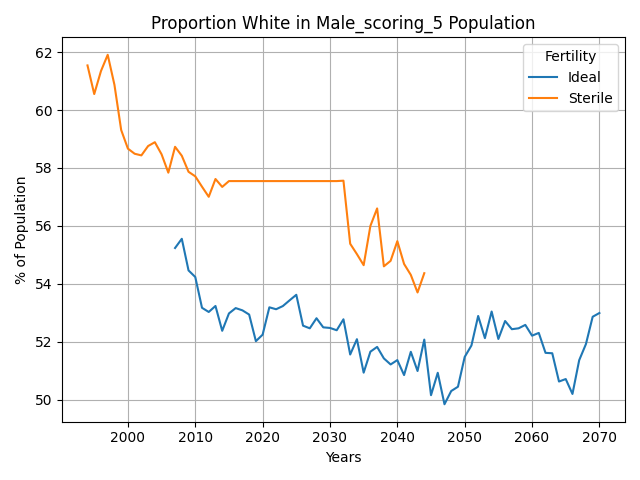 Proportion White in Male_scoring_5 Population
Fertility
Ideal
Sterile
% of Population
62
60
58
56
54
52
50
2000
2010
2020
2030
2040
2050
2060
2070
Years